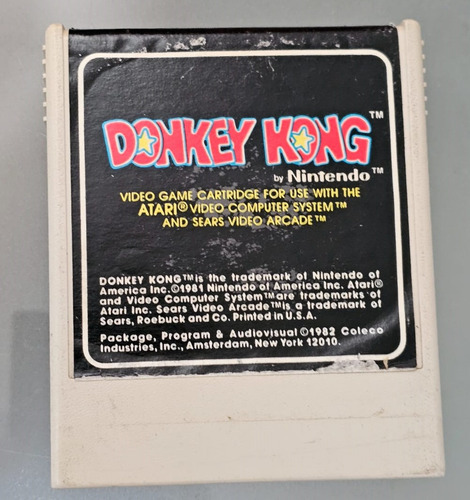 DONKEY KONG™
by Nintendo™
VIDEO GAME CARTRIDGE FOR USE WITH THE
ATARI® VIDEO COMPUTER SYSTEM™
AND SEARS VIDEO ARCADE™
DONKEY KONG™ is the trademark of Nintendo of
America Inc.©1981 Nintendo of America Inc. Atari®
and Video Computer System™ are trademarks of
Atari Inc. Sears Video Arcade™ is a trademark of
Sears, Roebuck and Co. Printed in U.S.A.
Package, Program & Audiovisual ©1982 Coleco
Industries, Inc., Amsterdam, New York 12010.